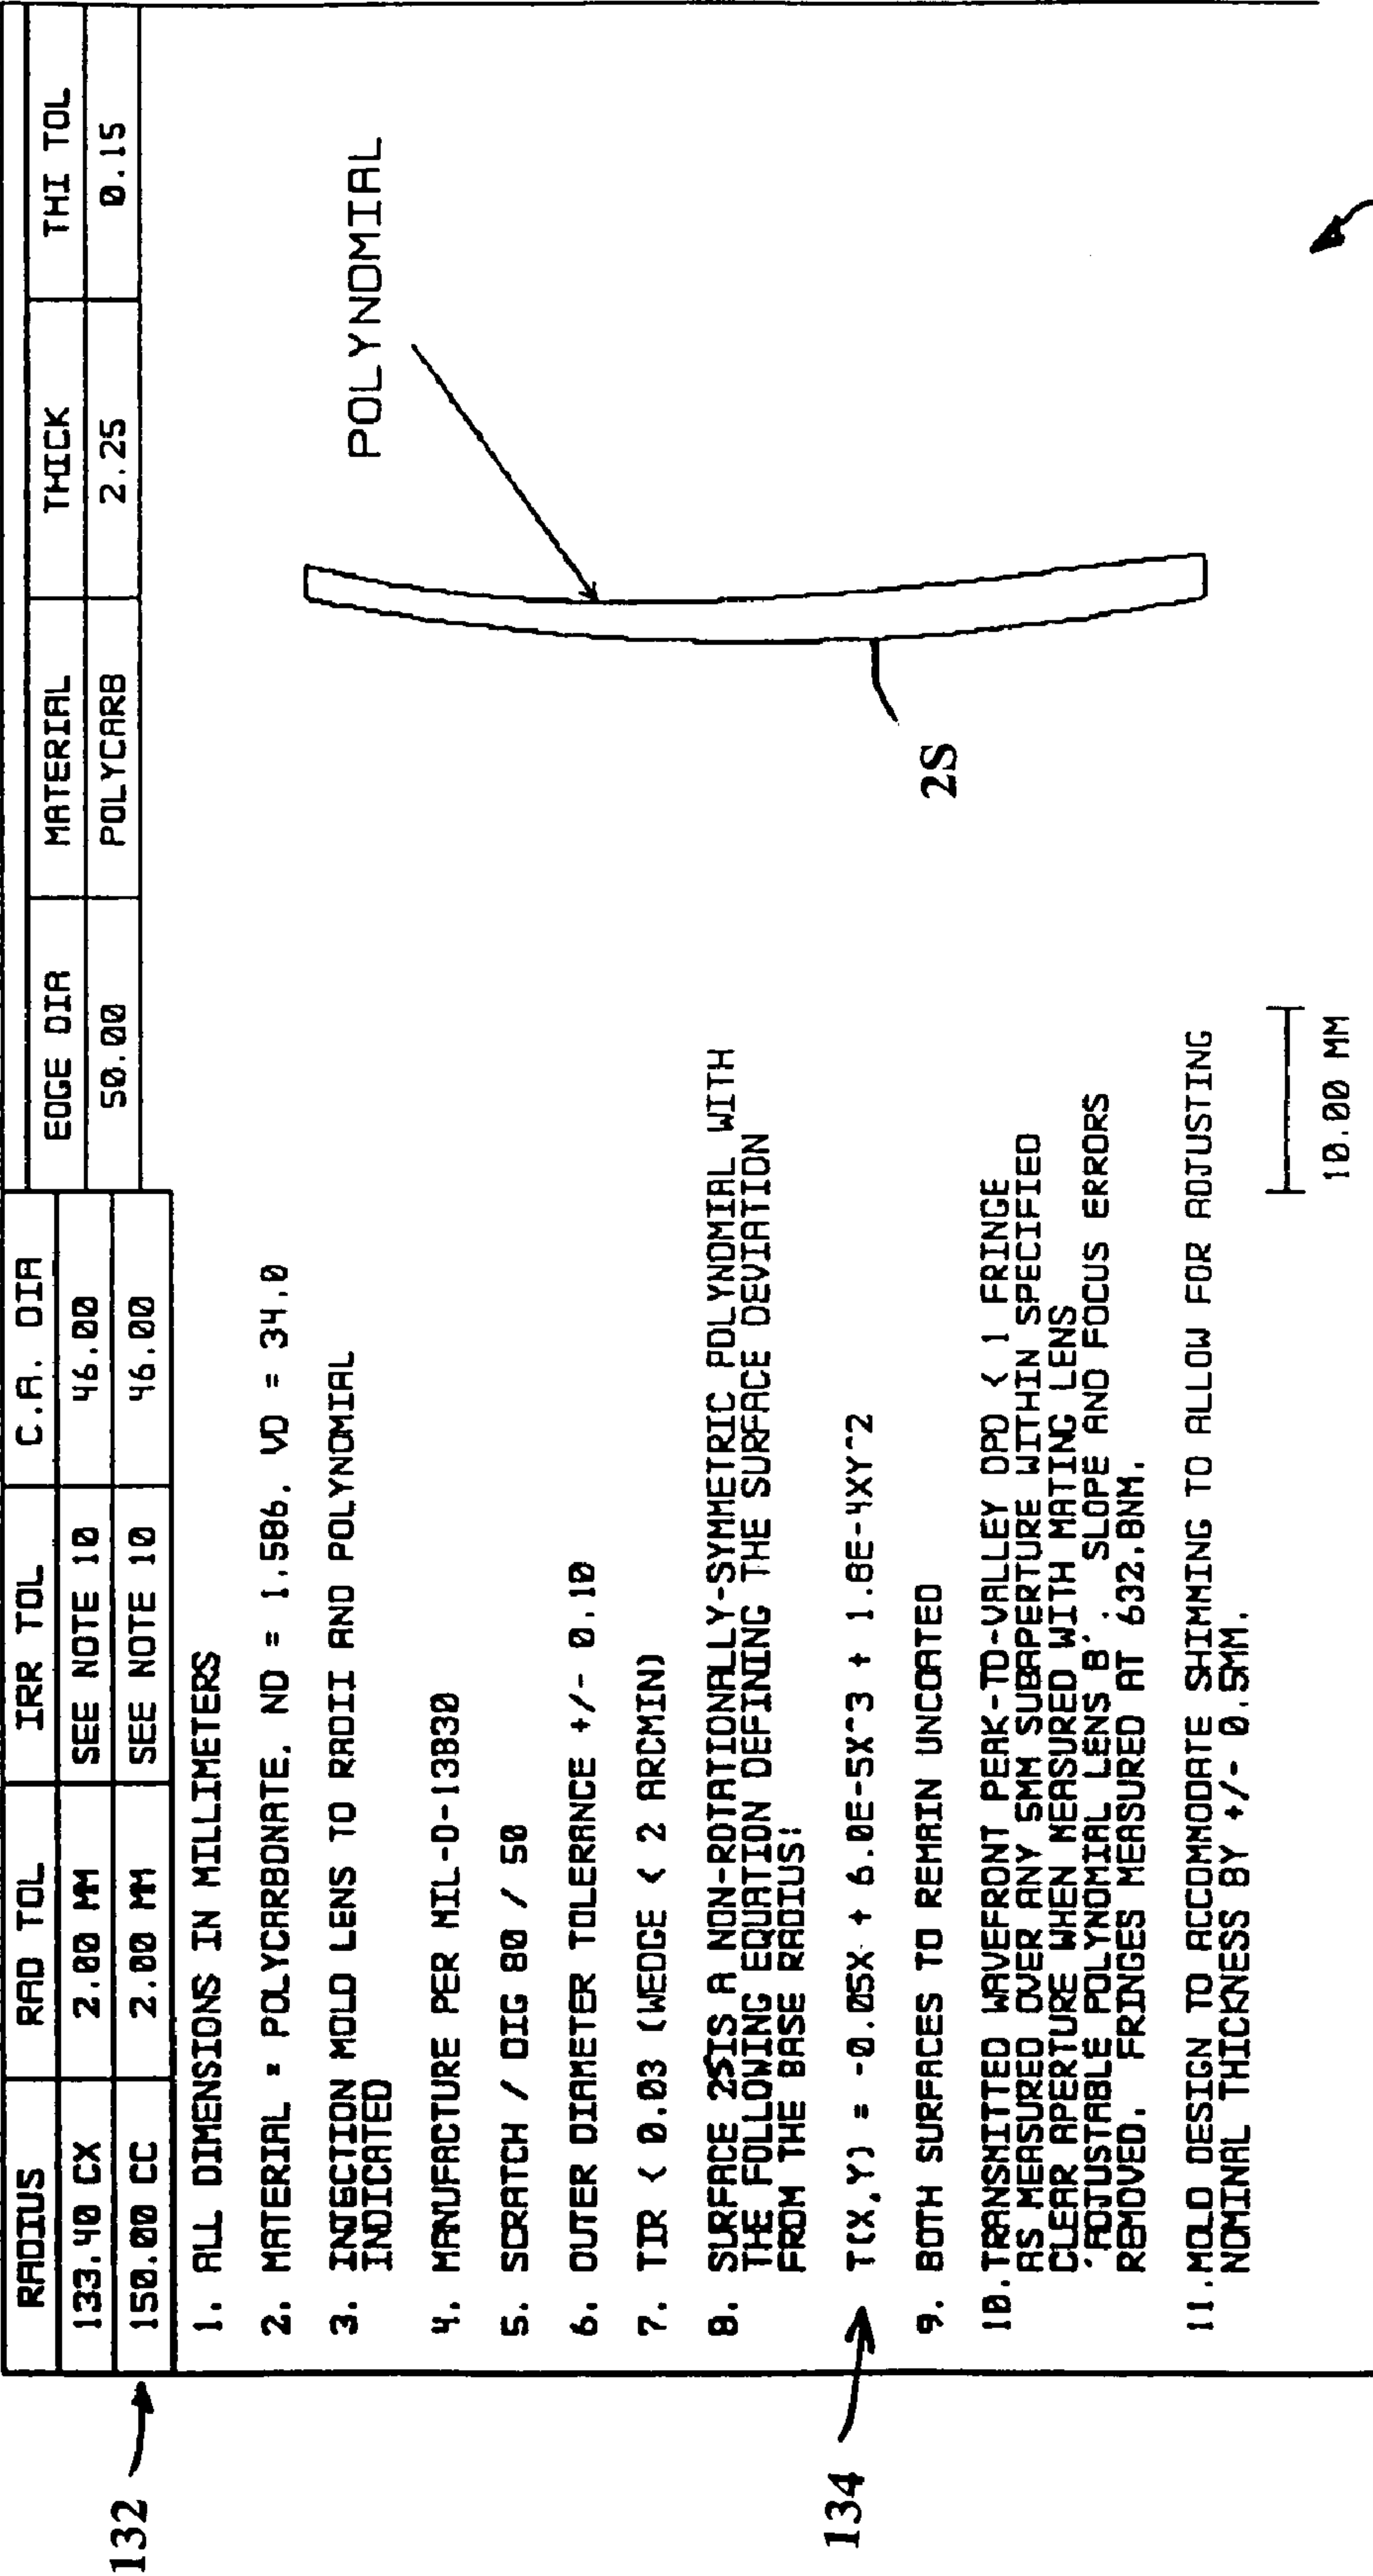 RADIUS RAD TOL IRR TOL C.A. DIA EDGE DIA MATERIAL THICK THI TOL
133.40 CX 2.00 MM SEE NOTE 10 46.00 50.00 POLYCARB 2.25 0.15
150.00 CC 2.00 MM SEE NOTE 10 46.00
132
1. ALL DIMENSIONS IN MILLIMETERS
2. MATERIAL = POLYCARBONATE, ND = 1.586, VD = 34.0
3. INJECTION MOLD LENS TO RADII AND POLYNOMIAL
INDICATED
4. MANUFACTURE PER MIL-O-13830
5. SCRATCH / DIG 80 / 50
6. OUTER DIAMETER TOLERANCE +/- 0.10
7. TIR < 0.03 (WEDGE < 2 ARCMIN)
8. SURFACE 2S IS A NON-ROTATIONALLY-SYMMETRIC POLYNOMIAL WITH
THE FOLLOWING EQUATION DEFINING THE SURFACE DEVIATION
FROM THE BASE RADIUS:
134
T(X,Y) = -0.05X + 6.0E-5X^3 + 1.8E-4XY^2
9. BOTH SURFACES TO REMAIN UNCOATED
10. TRANSMITTED WAVEFRONT PEAK-TO-VALLEY OPD < 1 FRINGE
AS MEASURED OVER ANY 5MM SUBAPERTURE WITHIN SPECIFIED
CLEAR APERTURE WHEN MEASURED WITH MATING LENS
'ADJUSTABLE POLYNOMIAL LENS B'. SLOPE AND FOCUS ERRORS
REMOVED. FRINGES MEASURED AT 632.8NM.
11. MOLD DESIGN TO ACCOMMODATE SHIMMING TO ALLOW FOR ADJUSTING
NOMINAL THICKNESS BY +/- 0.5MM.
POLYNOMIAL
2S
10.00 MM